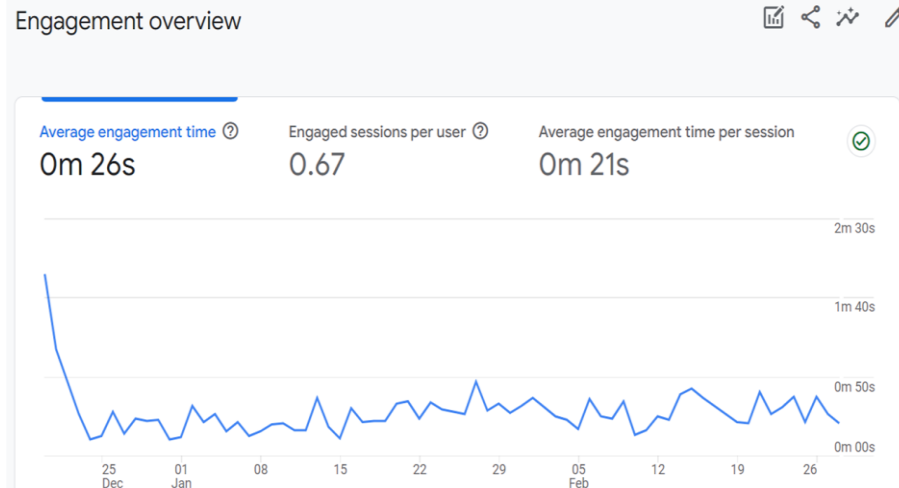 Engagement overview
Average engagement time
0m 26s
Engaged sessions per user
0.67
Average engagement time per session
0m 21s
2m 30s
1m 40s
0m 50s
0m 00s
25 01 08 15 22 29 05 12 19 26
Dec Jan Feb